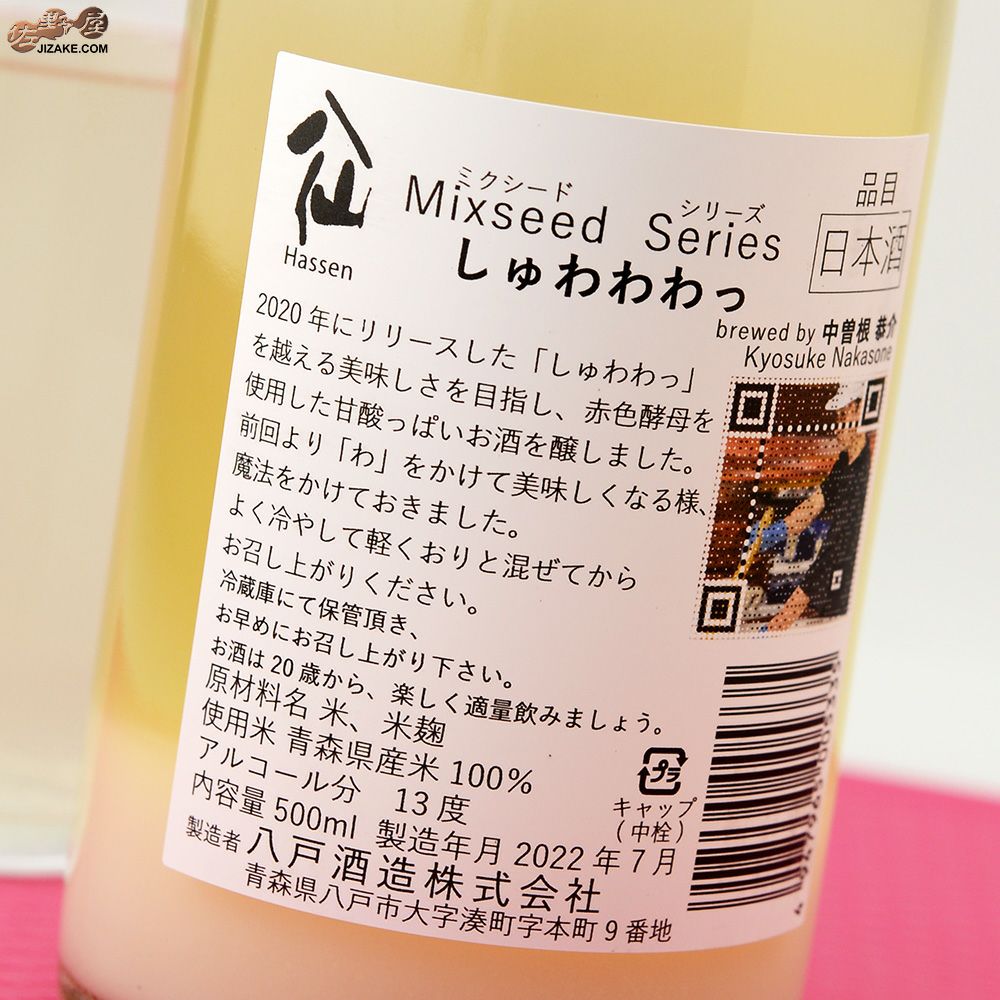 佐野屋
JIZAKE.COM
八仙
Hassen
ミクシード シリーズ
Mixseed Series
しゅわわわっ
品目
日本酒
brewed by 中曽根 恭介
Kyosuke Nakasone
2020年にリリースした「しゅわわっ」
を越える美味しさを目指し、赤色酵母を
使用した甘酸っぱいお酒を醸しました。
前回より「わ」をかけて美味しくなる様、
魔法をかけておきました。
よく冷やして軽くおりと混ぜてから
お召し上がりください。
冷蔵庫にて保管頂き、
お早めにお召し上がり下さい。
お酒は20歳から、楽しく適量飲みましょう。
原材料名 米、米麹
使用米 青森県産米100%
アルコール分 13度
内容量 500ml 製造年月 2022年7月
製造者 八戸酒造株式会社
青森県八戸市大字湊町字本町9番地
プラ
キャップ
(中栓)